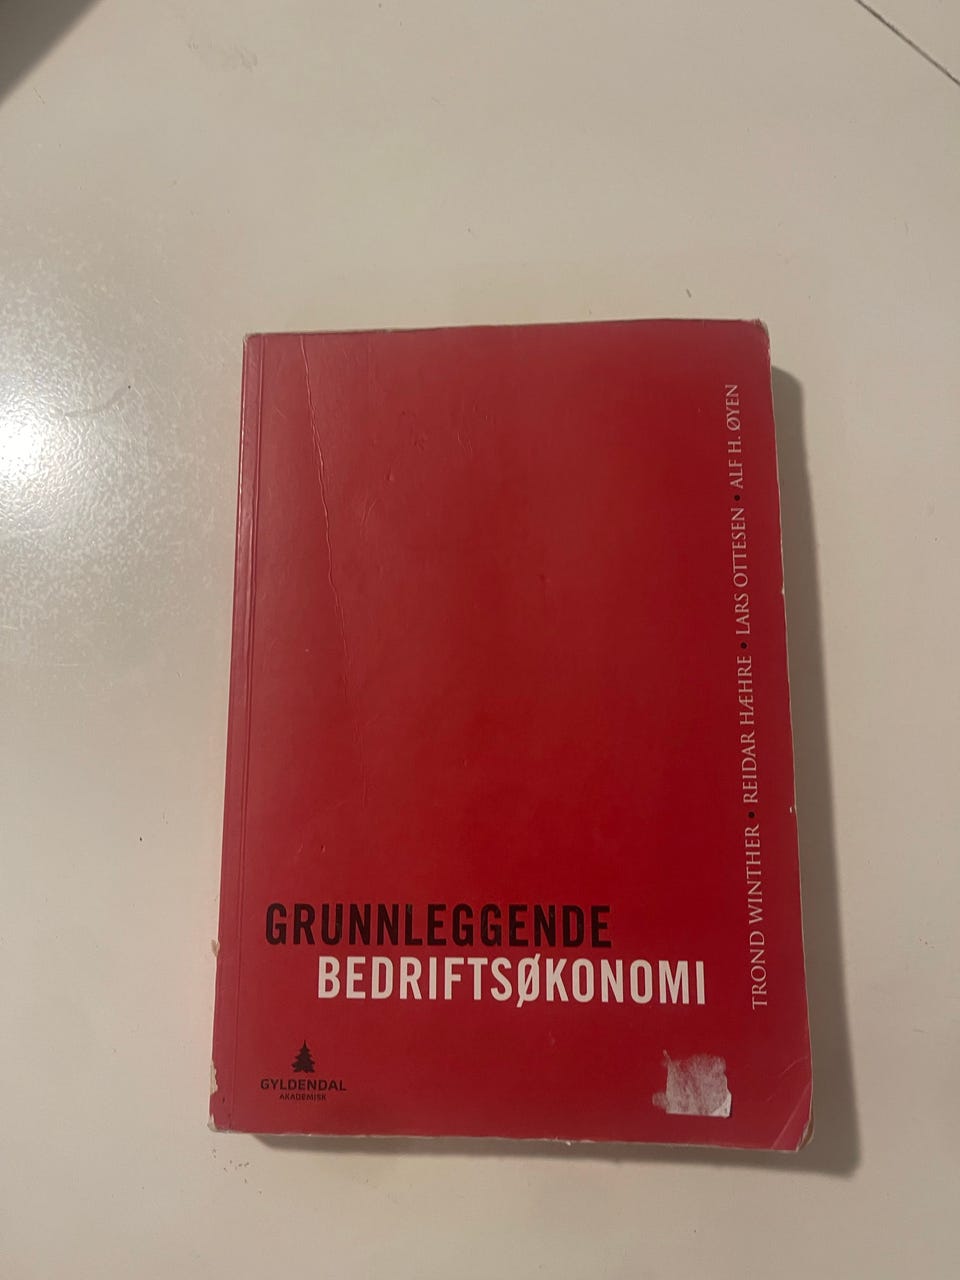 TROND WINTHER • REIDAR HÆHRE • LARS OTTESEN • ALF H. ØYEN
GRUNNLEGGENDE
BEDRIFTSØKONOMI
GYLDENDAL
AKADEMISK